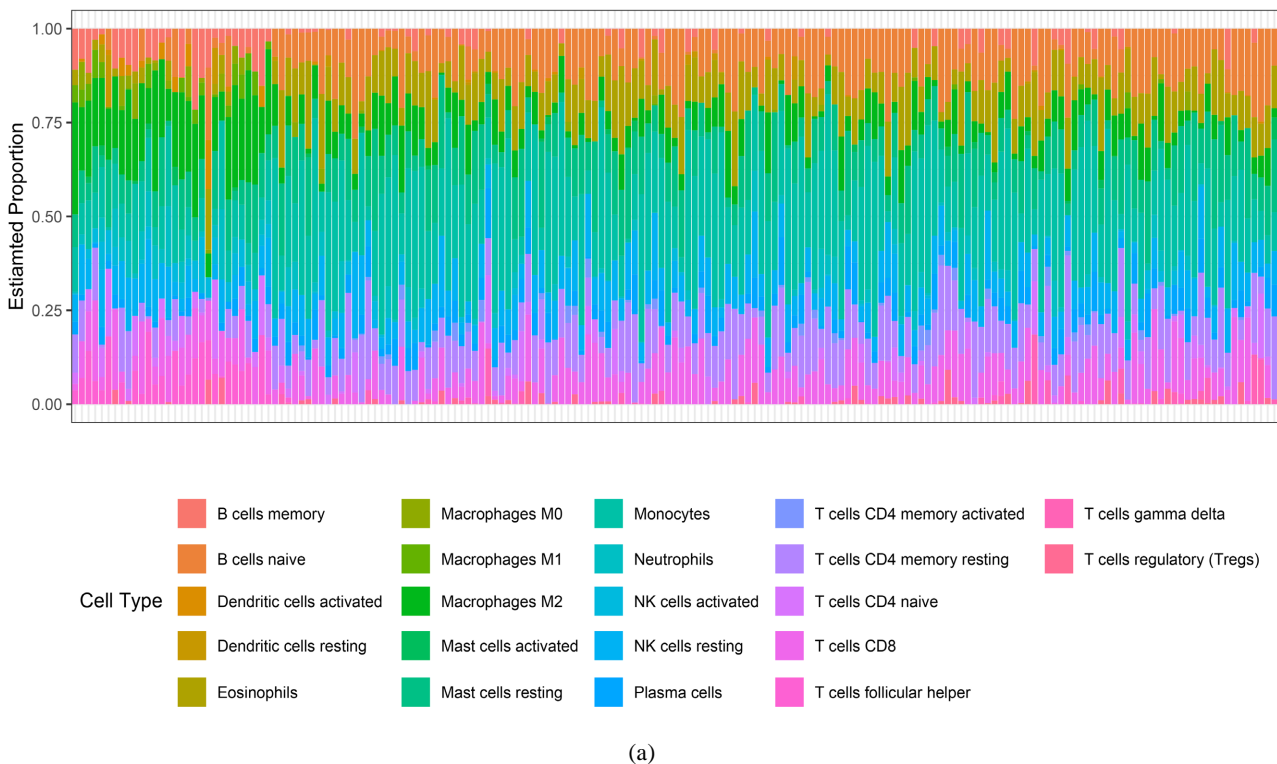 1.00
0.75
0.50
0.25
0.00
Estiamted Proportion
Cell Type
B cells memory
B cells naive
Dendritic cells activated
Dendritic cells resting
Eosinophils
Macrophages M0
Macrophages M1
Macrophages M2
Mast cells activated
Mast cells resting
Monocytes
Neutrophils
NK cells activated
NK cells resting
Plasma cells
T cells CD4 memory activated
T cells CD4 memory resting
T cells CD4 naive
T cells CD8
T cells follicular helper
T cells gamma delta
T cells regulatory (Tregs)
(a)